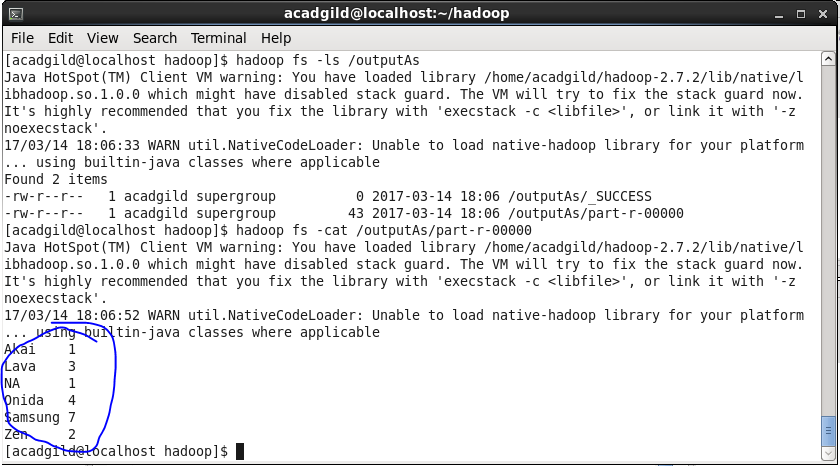 acadgild@localhost:~/hadoop
File Edit View Search Terminal Help
[acadgild@localhost hadoop]$ hadoop fs -ls /outputAs
Java HotSpot(TM) Client VM warning: You have loaded library /home/acadgild/hadoop-2.7.2/lib/native/l
ibhadoop.so.1.0.0 which might have disabled stack guard. The VM will try to fix the stack guard now.
It's highly recommended that you fix the library with 'execstack -c <libfile>', or link it with '-z
noexecstack'.
17/03/14 18:06:33 WARN util.NativeCodeLoader: Unable to load native-hadoop library for your platform
... using builtin-java classes where applicable
Found 2 items
-rw-r--r--   1 acadgild supergroup          0 2017-03-14 18:06 /outputAs/_SUCCESS
-rw-r--r--   1 acadgild supergroup         43 2017-03-14 18:06 /outputAs/part-r-00000
[acadgild@localhost hadoop]$ hadoop fs -cat /outputAs/part-r-00000
Java HotSpot(TM) Client VM warning: You have loaded library /home/acadgild/hadoop-2.7.2/lib/native/l
ibhadoop.so.1.0.0 which might have disabled stack guard. The VM will try to fix the stack guard now.
It's highly recommended that you fix the library with 'execstack -c <libfile>', or link it with '-z
noexecstack'.
17/03/14 18:06:52 WARN util.NativeCodeLoader: Unable to load native-hadoop library for your platform
... using builtin-java classes where applicable
Akai    1
Lava    3
NA      1
Onida   4
Samsung 7
Zen     2
[acadgild@localhost hadoop]$